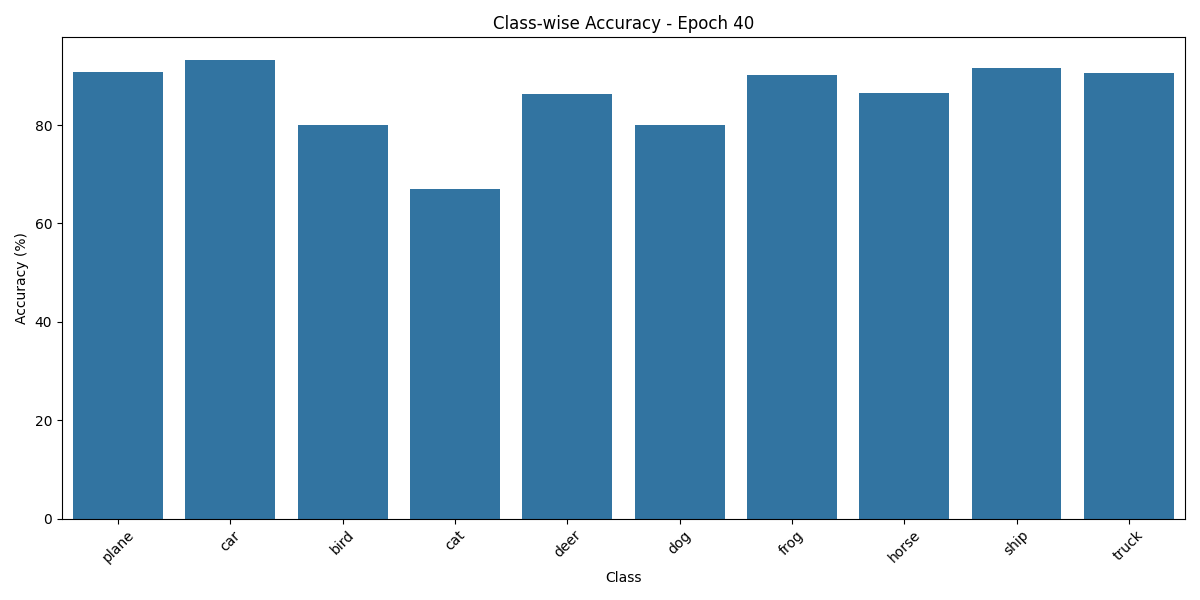 Class-wise Accuracy - Epoch 40
Accuracy (%)
80
60
40
20
0
plane
car
bird
cat
deer
dog
frog
horse
ship
truck
Class